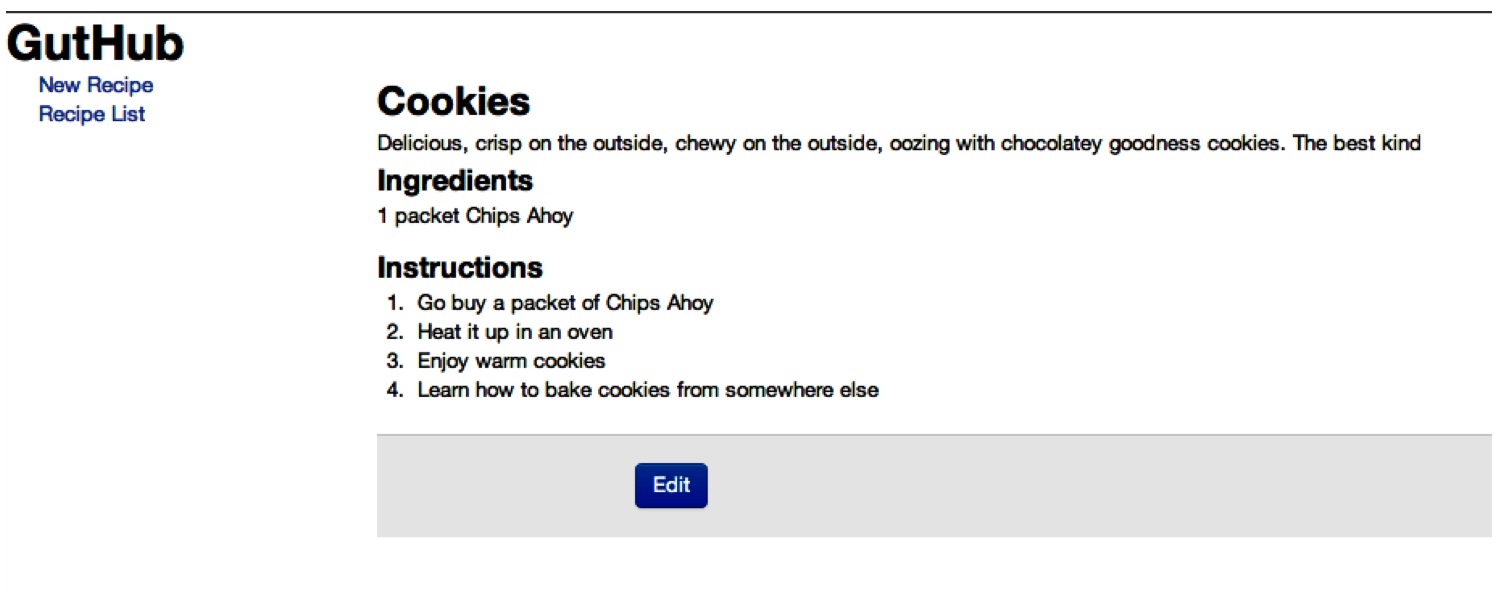 GutHub
New Recipe
Recipe List
Cookies
Delicious, crisp on the outside, chewy on the outside, oozing with chocolatey goodness cookies. The best kind
Ingredients
1 packet Chips Ahoy
Instructions
1. Go buy a packet of Chips Ahoy
2. Heat it up in an oven
3. Enjoy warm cookies
4. Learn how to bake cookies from somewhere else
Edit